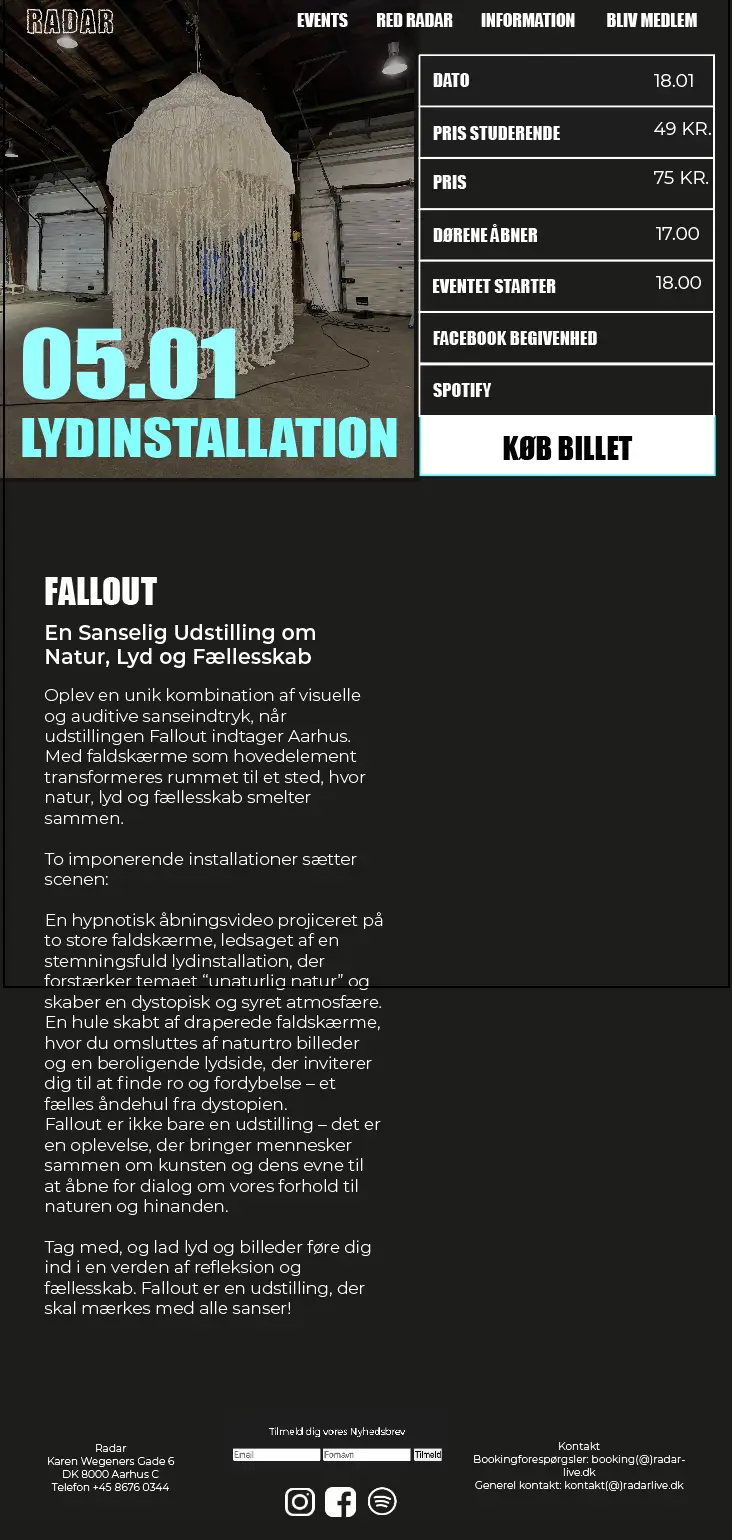 RADAR
EVENTS
RED RADAR
INFORMATION
BLIV MEDLEM
05.01
LYDINSTALLATION
DATO 18.01
PRIS STUDERENDE 49 KR.
PRIS 75 KR.
DØRENE ÅBNER 17.00
EVENTET STARTER 18.00
FACEBOOK BEGIVENHED
SPOTIFY
KØB BILLET
FALLOUT
En Sanselig Udstilling om
Natur, Lyd og Fællesskab
Oplev en unik kombination af visuelle
og auditive sanseindtryk, når
udstillingen Fallout indtager Aarhus.
Med faldskærme som hovedelement
transformeres rummet til et sted, hvor
natur, lyd og fællesskab smelter
sammen.
To imponerende installationer sætter
scenen:
En hypnotisk åbningsvideo projiceret på
to store faldskærme, ledsaget af en
stemningsfuld lydinstallation, der
forstærker temaet “unaturlig natur” og
skaber en dystopisk og syret atmosfære.
En hule skabt af draperede faldskærme,
hvor du omsluttes af naturtro billeder
og en beroligende lydside, der inviterer
dig til at finde ro og fordybelse – et
fælles åndehul fra dystopien.
Fallout er ikke bare en udstilling – det er
en oplevelse, der bringer mennesker
sammen om kunsten og dens evne til
at åbne for dialog om vores forhold til
naturen og hinanden.
Tag med, og lad lyd og billeder føre dig
ind i en verden af refleksion og
fællesskab. Fallout er en udstilling, der
skal mærkes med alle sanser!
Radar
Karen Wegeners Gade 6
DK 8000 Aarhus C
Telefon +45 8676 0344
Tilmeld dig vores Nyhedsbrev
Email
Fornavn
Tilmeld
Kontakt
Bookingforespørgsler: booking(@)radar-
live.dk
Generel kontakt: kontakt(@)radarlive.dk